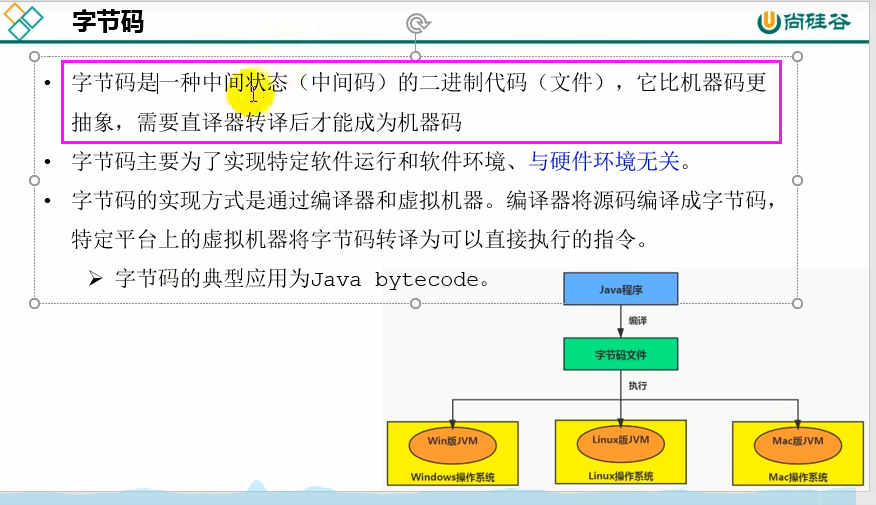 字节码
尚硅谷
• 字节码是一种中间状态（中间码）的二进制代码（文件），它比机器码更
抽象，需要直译器转译后才能成为机器码
• 字节码主要为了实现特定软件运行和软件环境、与硬件环境无关。
• 字节码的实现方式是通过编译器和虚拟机器。编译器将源码编译成字节码，
特定平台上的虚拟机器将字节码转译为可以直接执行的指令。
➢ 字节码的典型应用为Java bytecode。
Java程序
编译
字节码文件
执行
Win版JVM
Linux版JVM
Mac版JVM
Windows操作系统
Linux操作系统
Mac操作系统